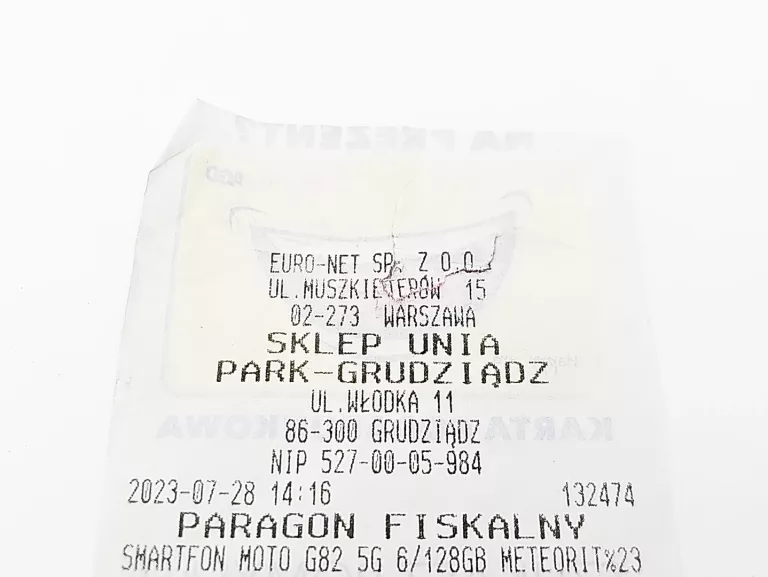 EURO-NET SP. Z O.O.
UL.MUSZKIETERÓW 15
02-273 WARSZAWA
SKLEP UNIA
PARK-GRUDZIĄDZ
UL.WŁODKA 11
86-300 GRUDZIĄDZ
NIP 527-00-05-984
2023-07-28 14:16 132474
PARAGON FISKALNY
SMARTFON MOTO G82 5G 6/128GB METEORIT%23